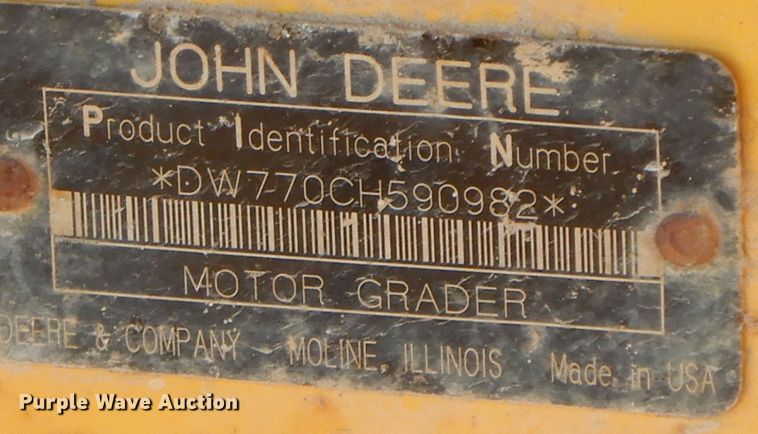 JOHN DEERE
Product Identification Number
*DW770CH590982*
MOTOR GRADER
DEERE & COMPANY MOLINE, ILLINOIS Made in USA
Purple Wave Auction